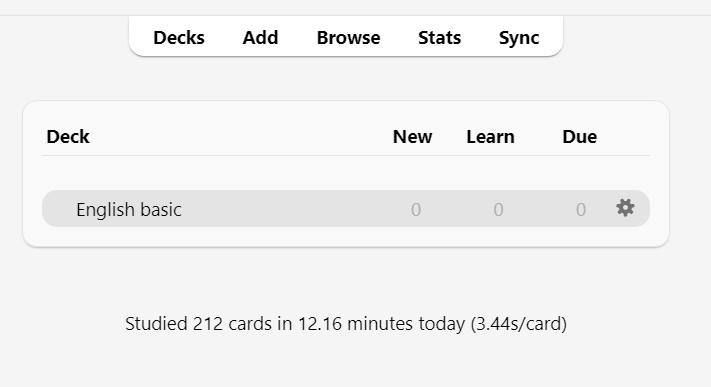 Decks Add Browse Stats Sync
Deck New Learn Due
English basic 0 0 0
Studied 212 cards in 12.16 minutes today (3.44s/card)